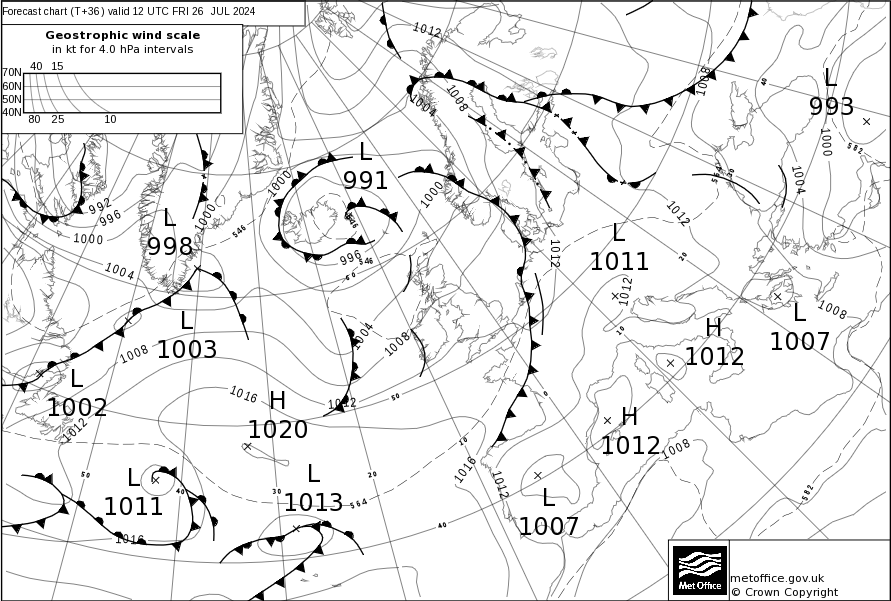 Forecast chart (T+36) valid 12 UTC FRI 26 JUL 2024
Geostrophic wind scale
in kt for 4.0 hPa intervals
40 15
70N
60N
50N
40N
80 25 10
1012
1008
L
993
1004
1008
582
1000
L
991
1000
1004
992
996
1000
L
998
1000
546
546
1000
1012
L
1011
996
546
60
1012
20
1004
1012
10
1008
L
1007
L
1003
1004
1008
H
1012
1008
L
1002
1016
H
1020
1012
50
0
H
1012
1012
10
1008
L
1011
50
40
30
L
1013
20
564
1016
1012
L
1007
40
582
1016
Met Office
metoffice.gov.uk
© Crown Copyright